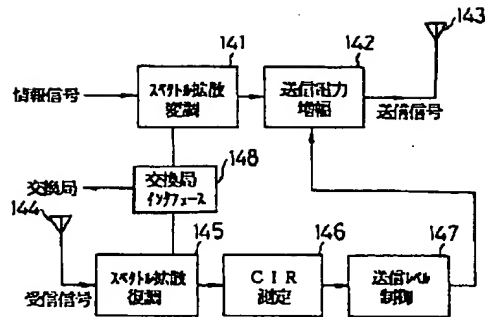 141
142
143
情報信号
スペクトル拡散
変調
送信電力
増幅
送信信号
148
交換局
交換局
インタフェース
144
145
146
147
受信信号
スペクトル拡散
復調
CIR
測定
送信レベル
制御